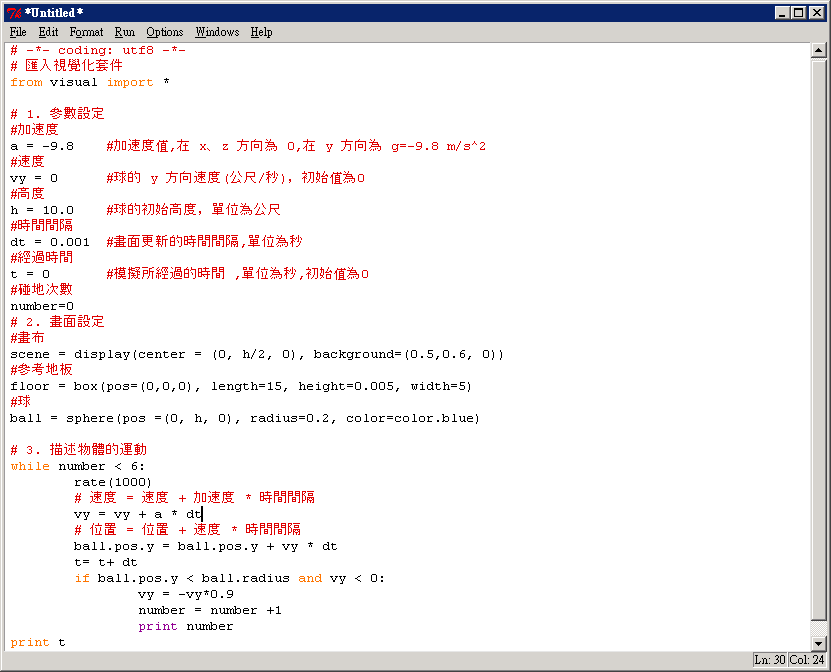 *Untitled*
File Edit Format Run Options Windows Help
# -*- coding: utf8 -*-
# 匯入視覺化套件
from visual import *
# 1. 參數設定
#加速度
a = -9.8    #加速度值,在 x、z 方向為 0,在 y 方向為 g=-9.8 m/s^2
#速度
vy = 0      #球的 y 方向速度(公尺/秒)，初始值為0
#高度
h = 10.0    #球的初始高度，單位為公尺
#時間間隔
dt = 0.001  #畫面更新的時間間隔,單位為秒
#經過時間
t = 0       #模擬所經過的時間 ,單位為秒,初始值為0
#碰地次數
number=0
# 2. 畫面設定
#畫布
scene = display(center = (0, h/2, 0), background=(0.5,0.6, 0))
#參考地板
floor = box(pos=(0,0,0), length=15, height=0.005, width=5)
#球
ball = sphere(pos =(0, h, 0), radius=0.2, color=color.blue)
# 3. 描述物體的運動
while number < 6:
        rate(1000)
        # 速度 = 速度 + 加速度 * 時間間隔
        vy = vy + a * dt
        # 位置 = 位置 + 速度 * 時間間隔
        ball.pos.y = ball.pos.y + vy * dt
        t= t+ dt
        if ball.pos.y < ball.radius and vy < 0:
                vy = -vy*0.9
                number = number +1
                print number
print t
Ln: 30 Col: 24